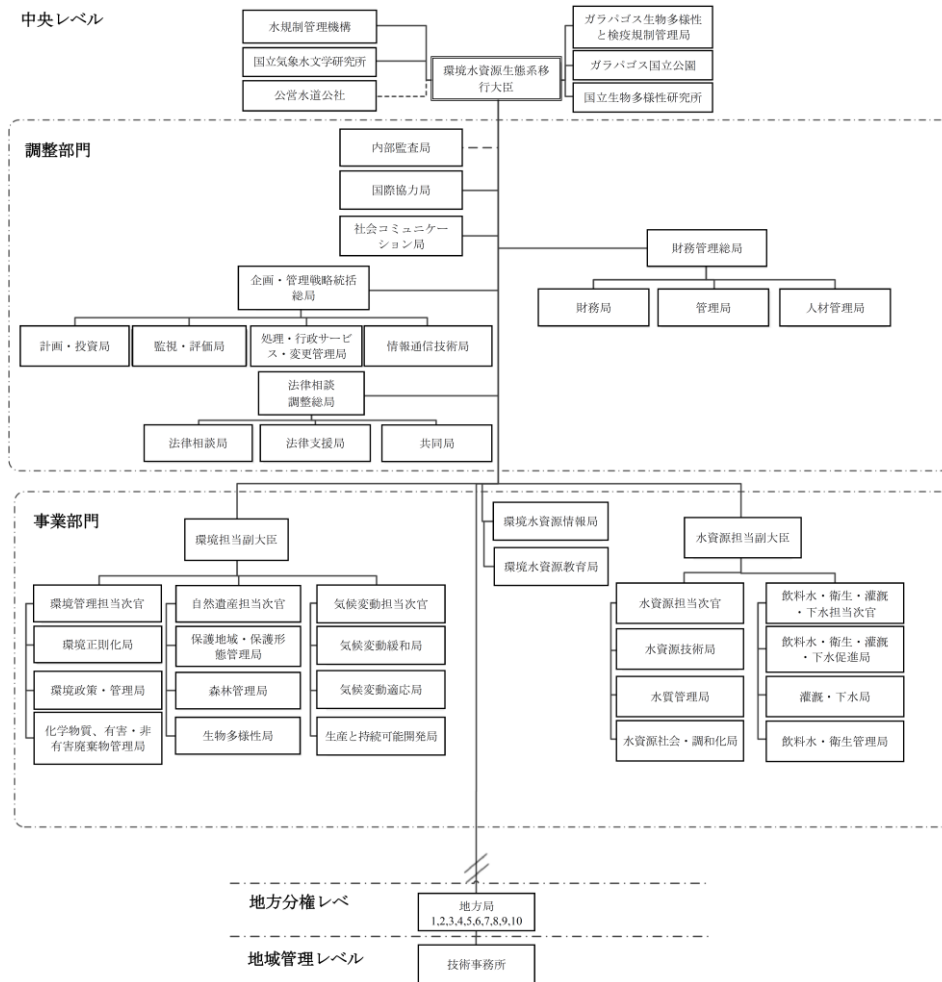 中央レベル
水規制管理機構
国立気象水文学研究所
公営水道公社
環境水資源生態系移
行大臣
ガラパゴス生物多様性
と検疫規制管理局
ガラパゴス国立公園
国立生物多様性研究所
調整部門
内部監査局
国際協力局
社会コミュニケー
ション局
財務管理総局
財務局
管理局
人材管理局
企画・管理戦略統括
総局
計画・投資局
監視・評価局
処理・行政サービ
ス・変更管理局
情報通信技術局
法律相談
調整総局
法律相談局
法律支援局
共同局
事業部門
環境担当副大臣
環境水資源情報局
環境水資源教育局
水資源担当副大臣
環境管理担当次官
環境正則化局
環境政策・管理局
化学物質、有害・非
有害廃棄物管理局
自然遺産担当次官
保護地域・保護形
態管理局
森林管理局
生物多様性局
気候変動担当次官
気候変動緩和局
気候変動適応局
生産と持続可能開発局
水資源担当次官
水資源技術局
水質管理局
水資源社会・調和化局
飲料水・衛生・灌漑
・下水担当次官
飲料水・衛生・灌漑
・下水促進局
灌漑・下水局
飲料水・衛生管理局
地方分権レベ
地方局
1,2,3,4,5,6,7,8,9,10
地域管理レベル
技術事務所